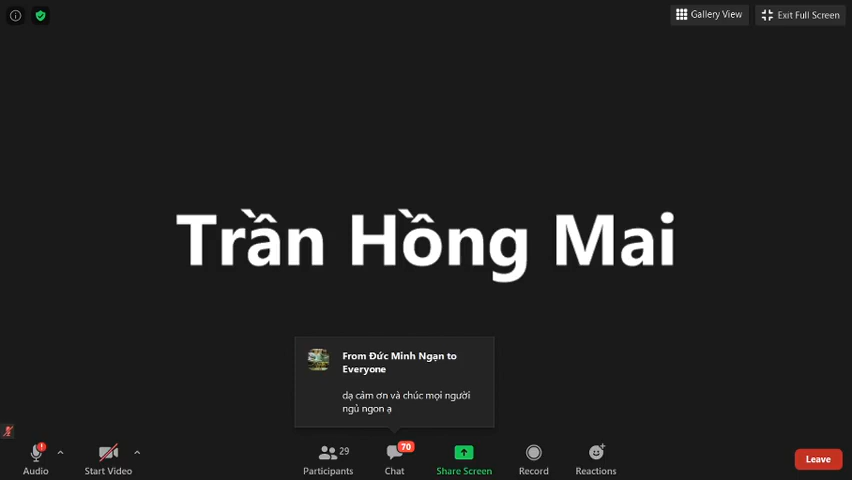 Gallery View
Exit Full Screen
Trần Hồng Mai
From Đức Minh Ngạn to
Everyone
dạ cảm ơn và chúc mọi người
ngủ ngon ạ
29
70
Audio
Start Video
Participants
Chat
Share Screen
Record
Reactions
Leave